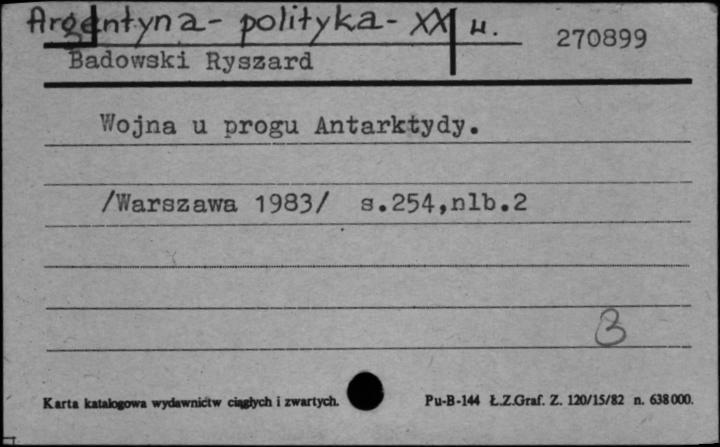 Argentyna - polityka - XX w.
270899
Badowski Ryszard
Wojna u progu Antarktydy.
/Warszawa 1983/ s.254,nlb.2
B
Karta katalogowa wydawnictw ciągłych i zwartych.
Pu-B-144 Ł.Z.Graf. Z. 120/15/82 n. 638000.